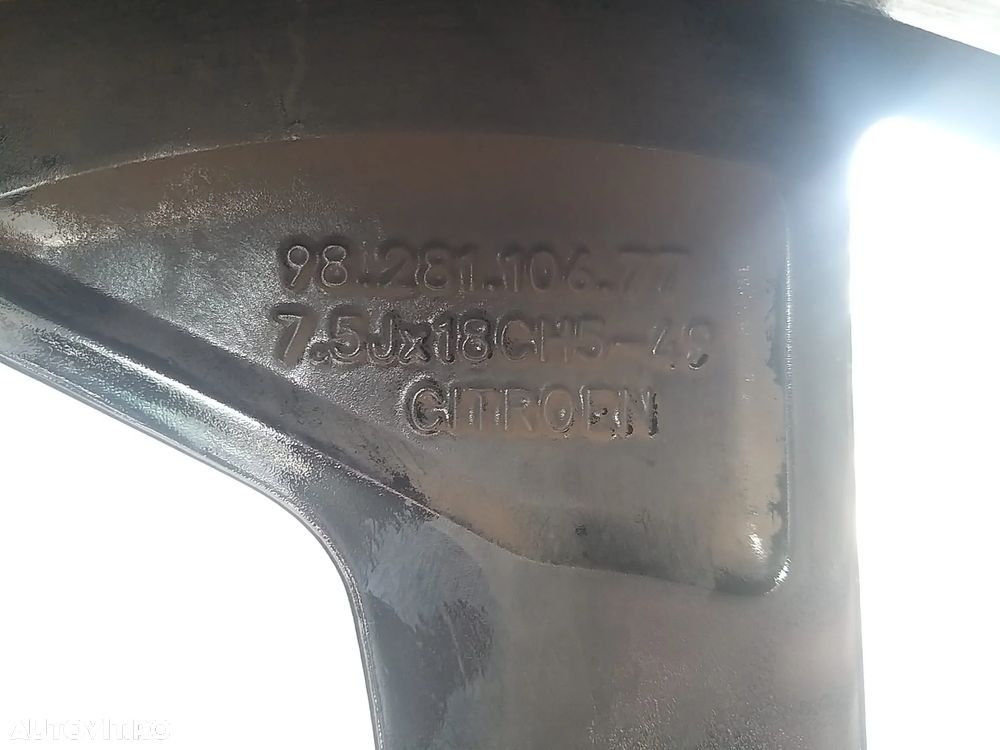 98.281.106.77
7.5Jx18CH5-49
CITROEN
AUTOVIT.RO